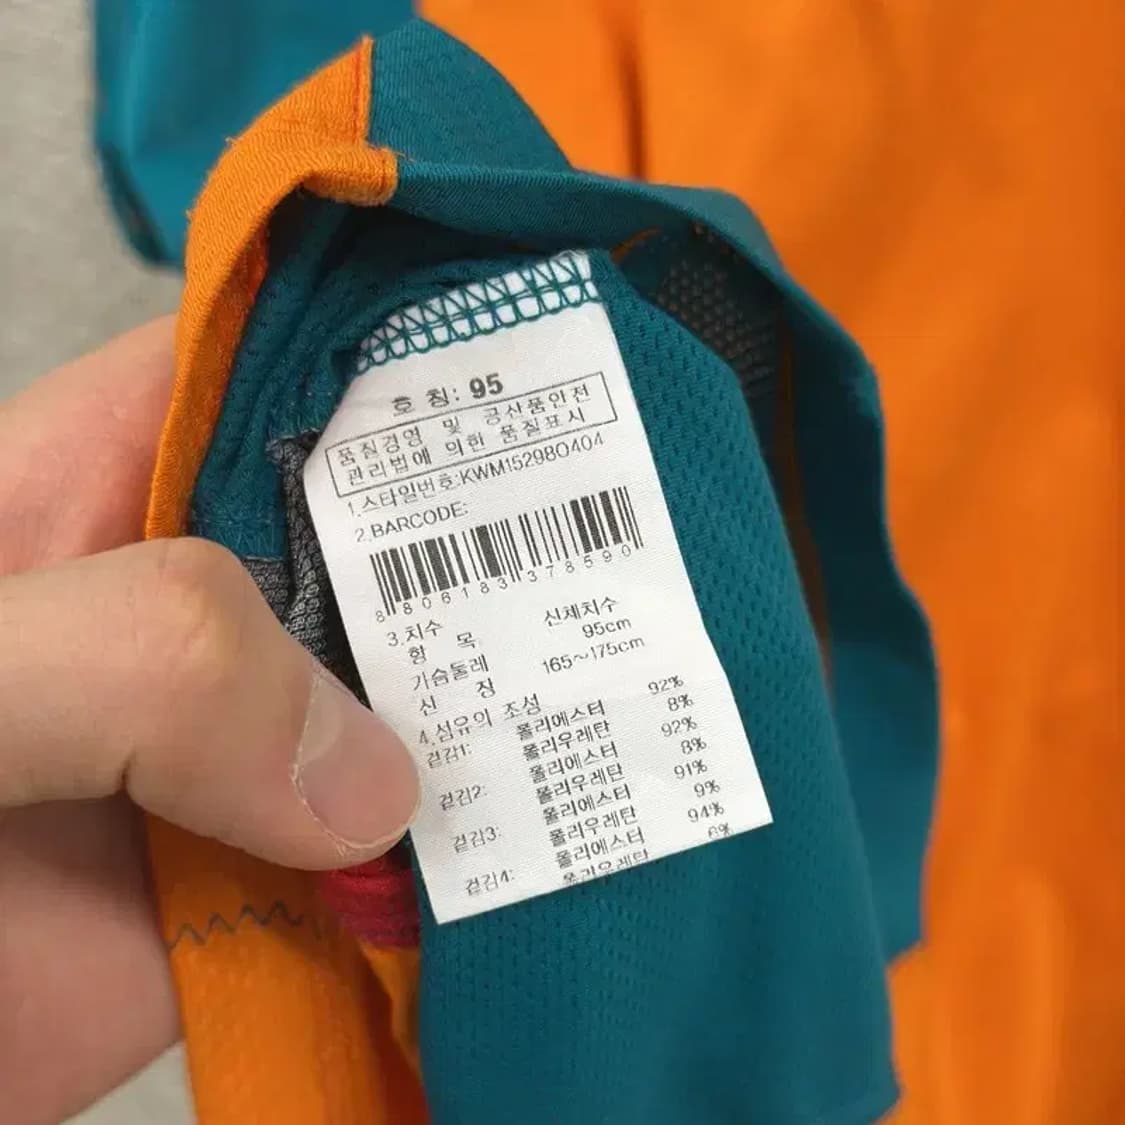 호 칭: 95
품질경영 및 공산품안전
관리법에 의한 품질표시
1.스타일번호:KWM15298O404
2.BARCODE:
8806183378590
3.치수
항 목 신체치수
가슴둘레 95cm
신 장 165~175cm
4.섬유의 조성
겉감1: 폴리에스터 92%
폴리우레탄 8%
겉감2: 폴리에스터 92%
폴리우레탄 8%
겉감3: 폴리에스터 91%
폴리우레탄 9%
겉감4: 폴리에스터 94%
폴리우레탄 6%